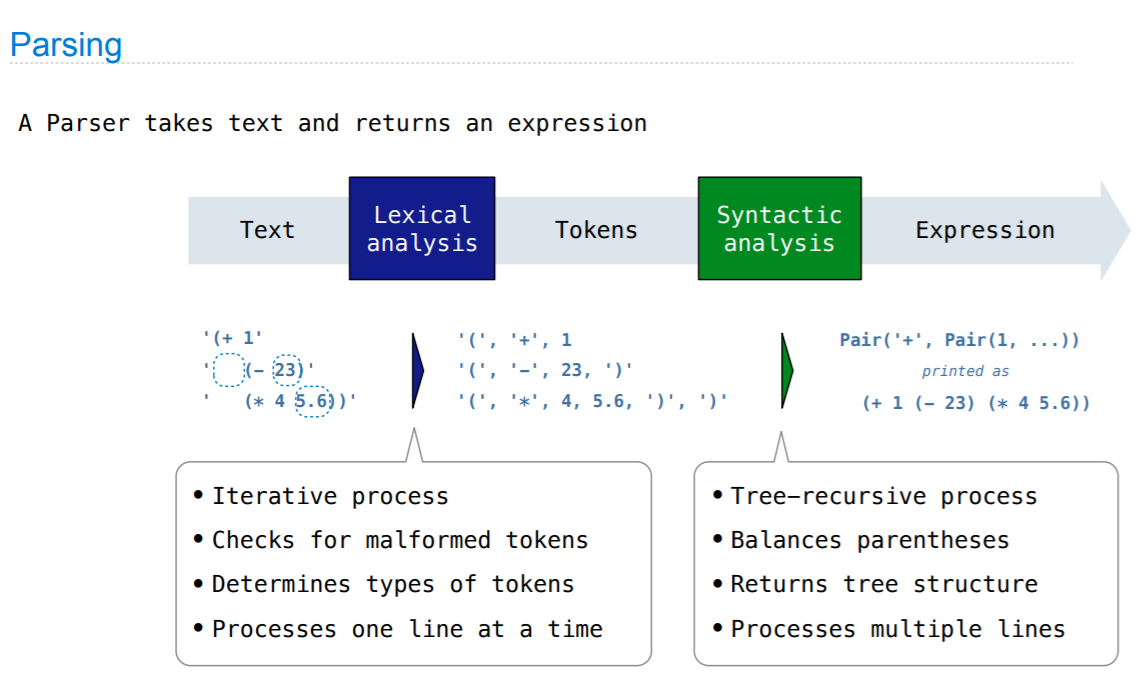 Parsing
A Parser takes text and returns an expression
Text
Lexical
analysis
Tokens
Syntactic
analysis
Expression
'(+ 1'
'   (− 23)'
'   (* 4 5.6))'
'(', '+', 1
'(', '−', 23, ')'
'(', '*', 4, 5.6, ')', ')'
Pair('+', Pair(1, ...))
printed as
(+ 1 (− 23) (* 4 5.6))
• Iterative process
• Checks for malformed tokens
• Determines types of tokens
• Processes one line at a time
• Tree−recursive process
• Balances parentheses
• Returns tree structure
• Processes multiple lines